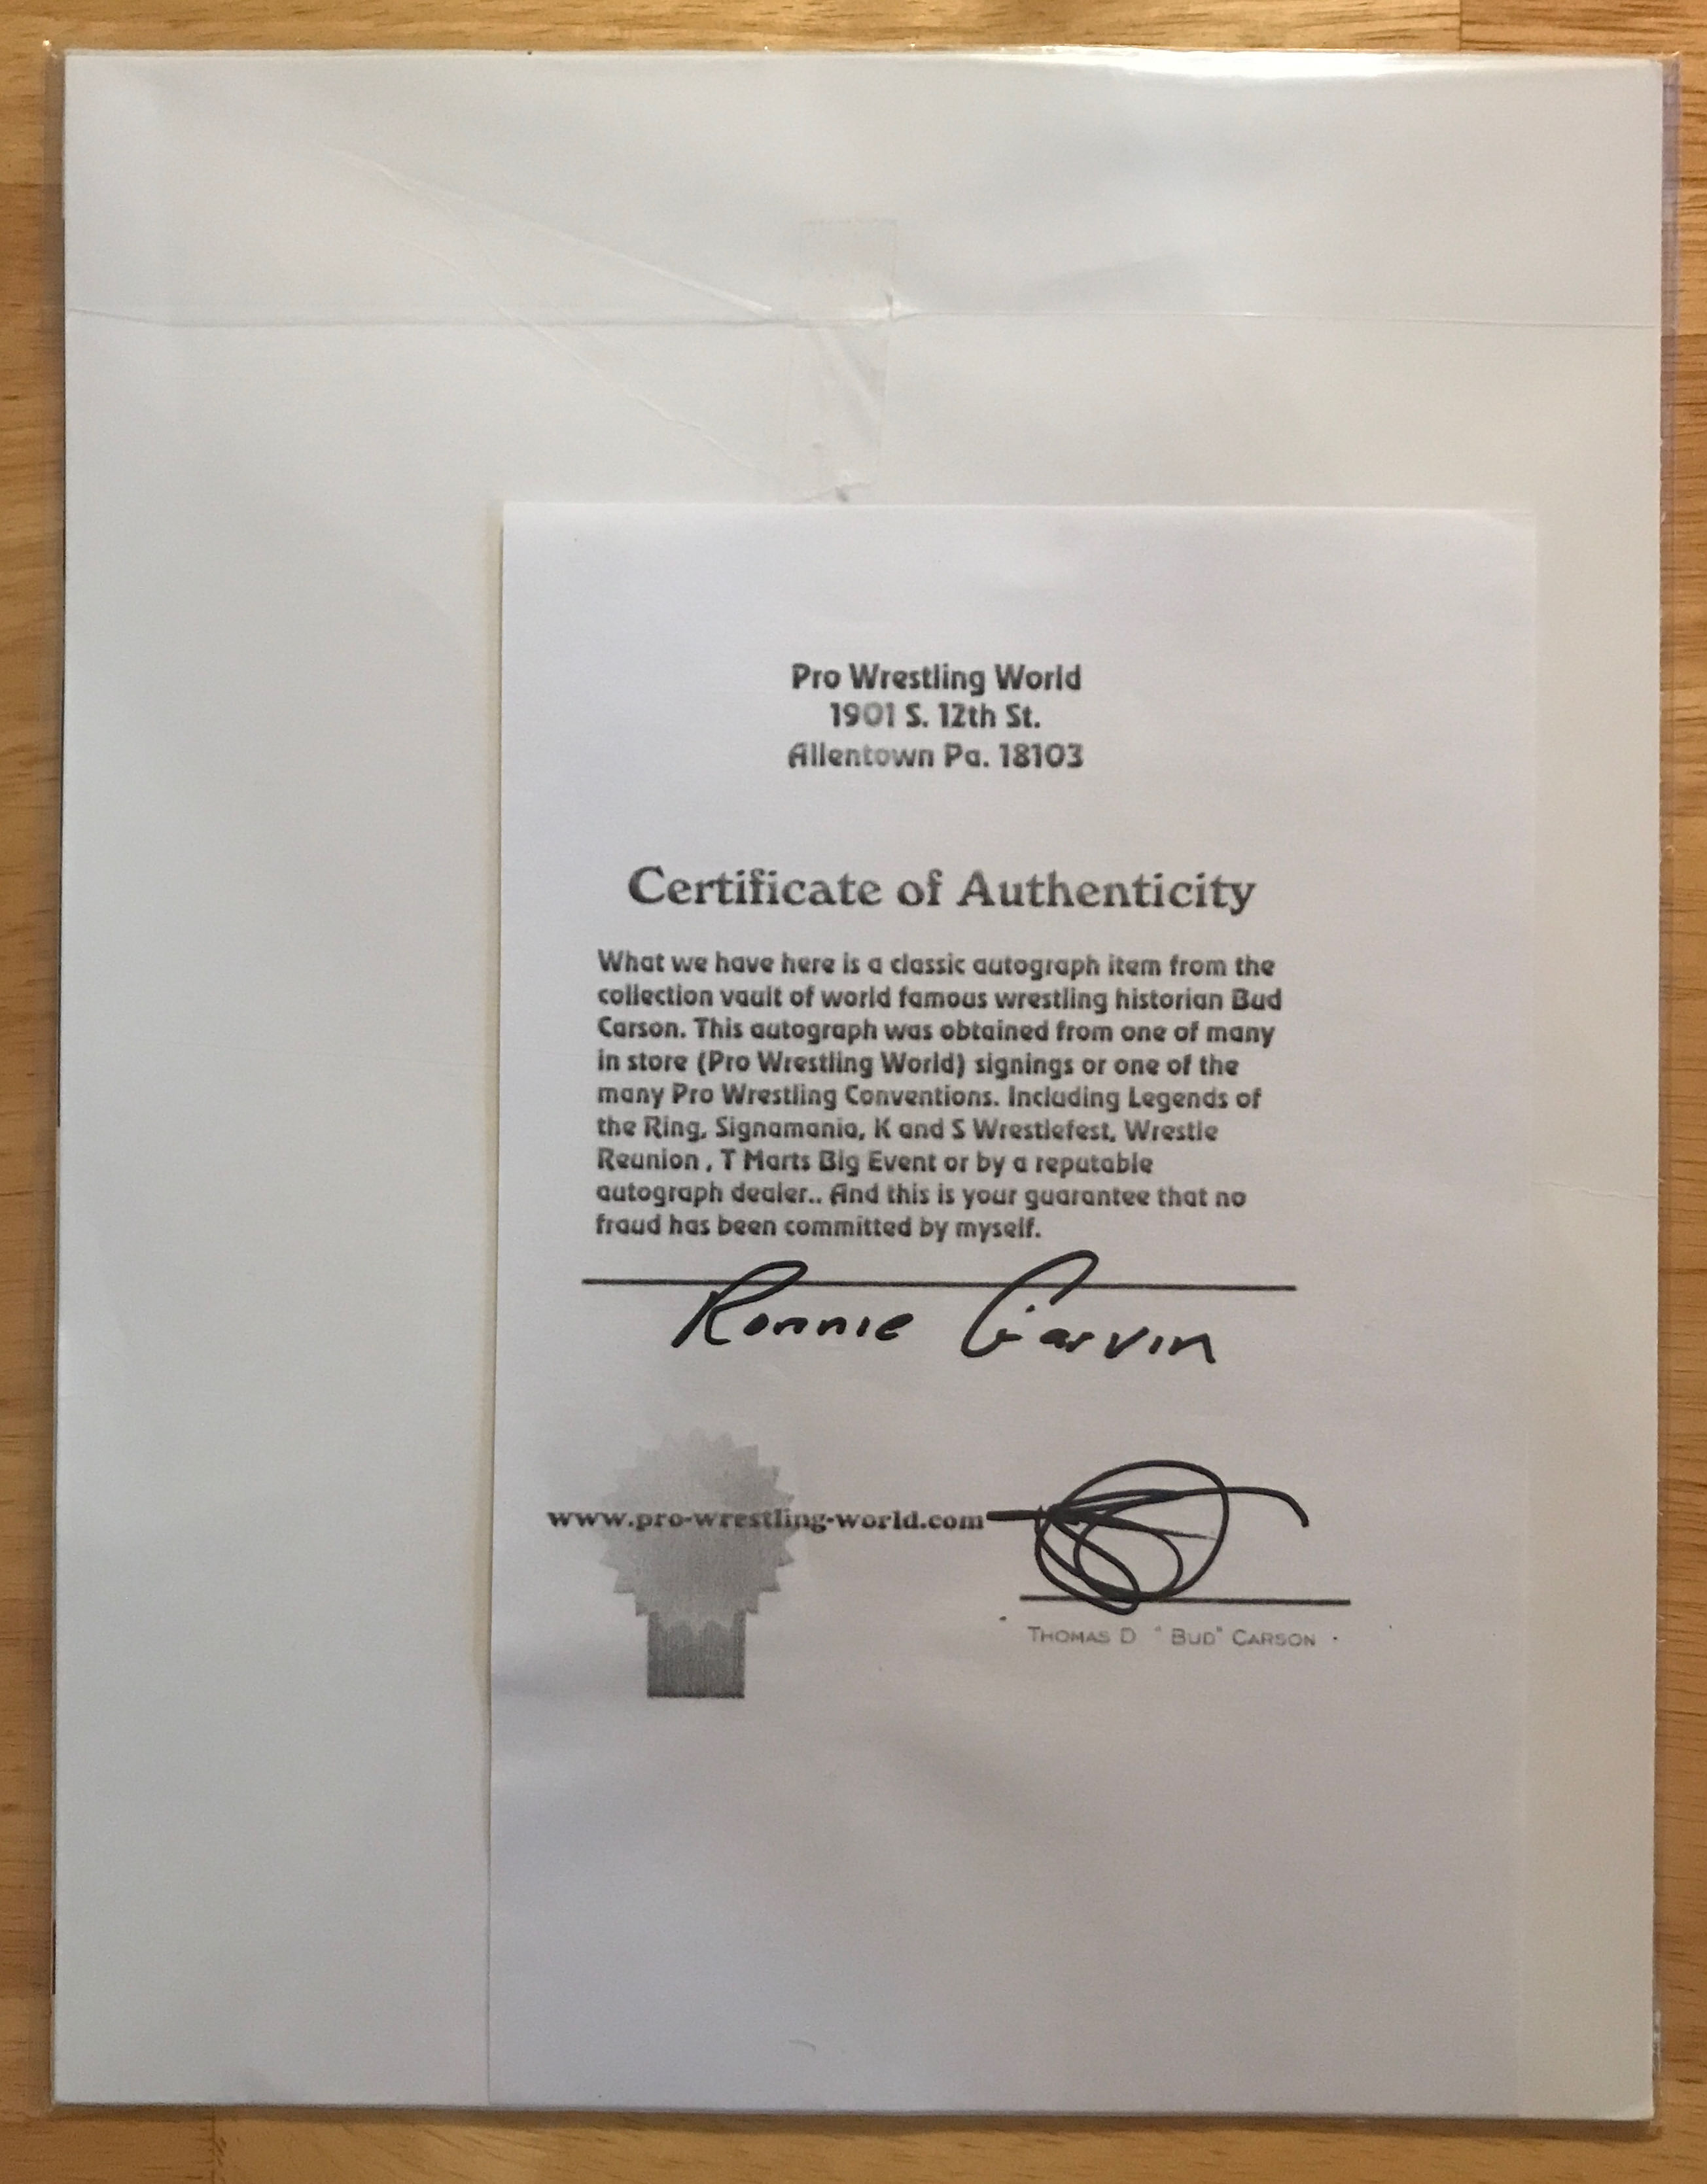 Pro Wrestling World
1901 S. 12th St.
Allentown Pa. 18103
Certificate of Authenticity
What we have here is a classic autograph item from the
collection vault of world famous wrestling historian Bud
Carson. This autograph was obtained from one of many
in store (Pro Wrestling World) signings or one of the
many Pro Wrestling Conventions. Including Legends of
the Ring, Signamania, K and S Wrestlefest, Wrestle
Reunion , T Marts Big Event or by a reputable
autograph dealer.. And this is your guarantee that no
fraud has been committed by myself.
Ronnie Garvin
www.pro-wrestling-world.com
THOMAS D "BUD" CARSON